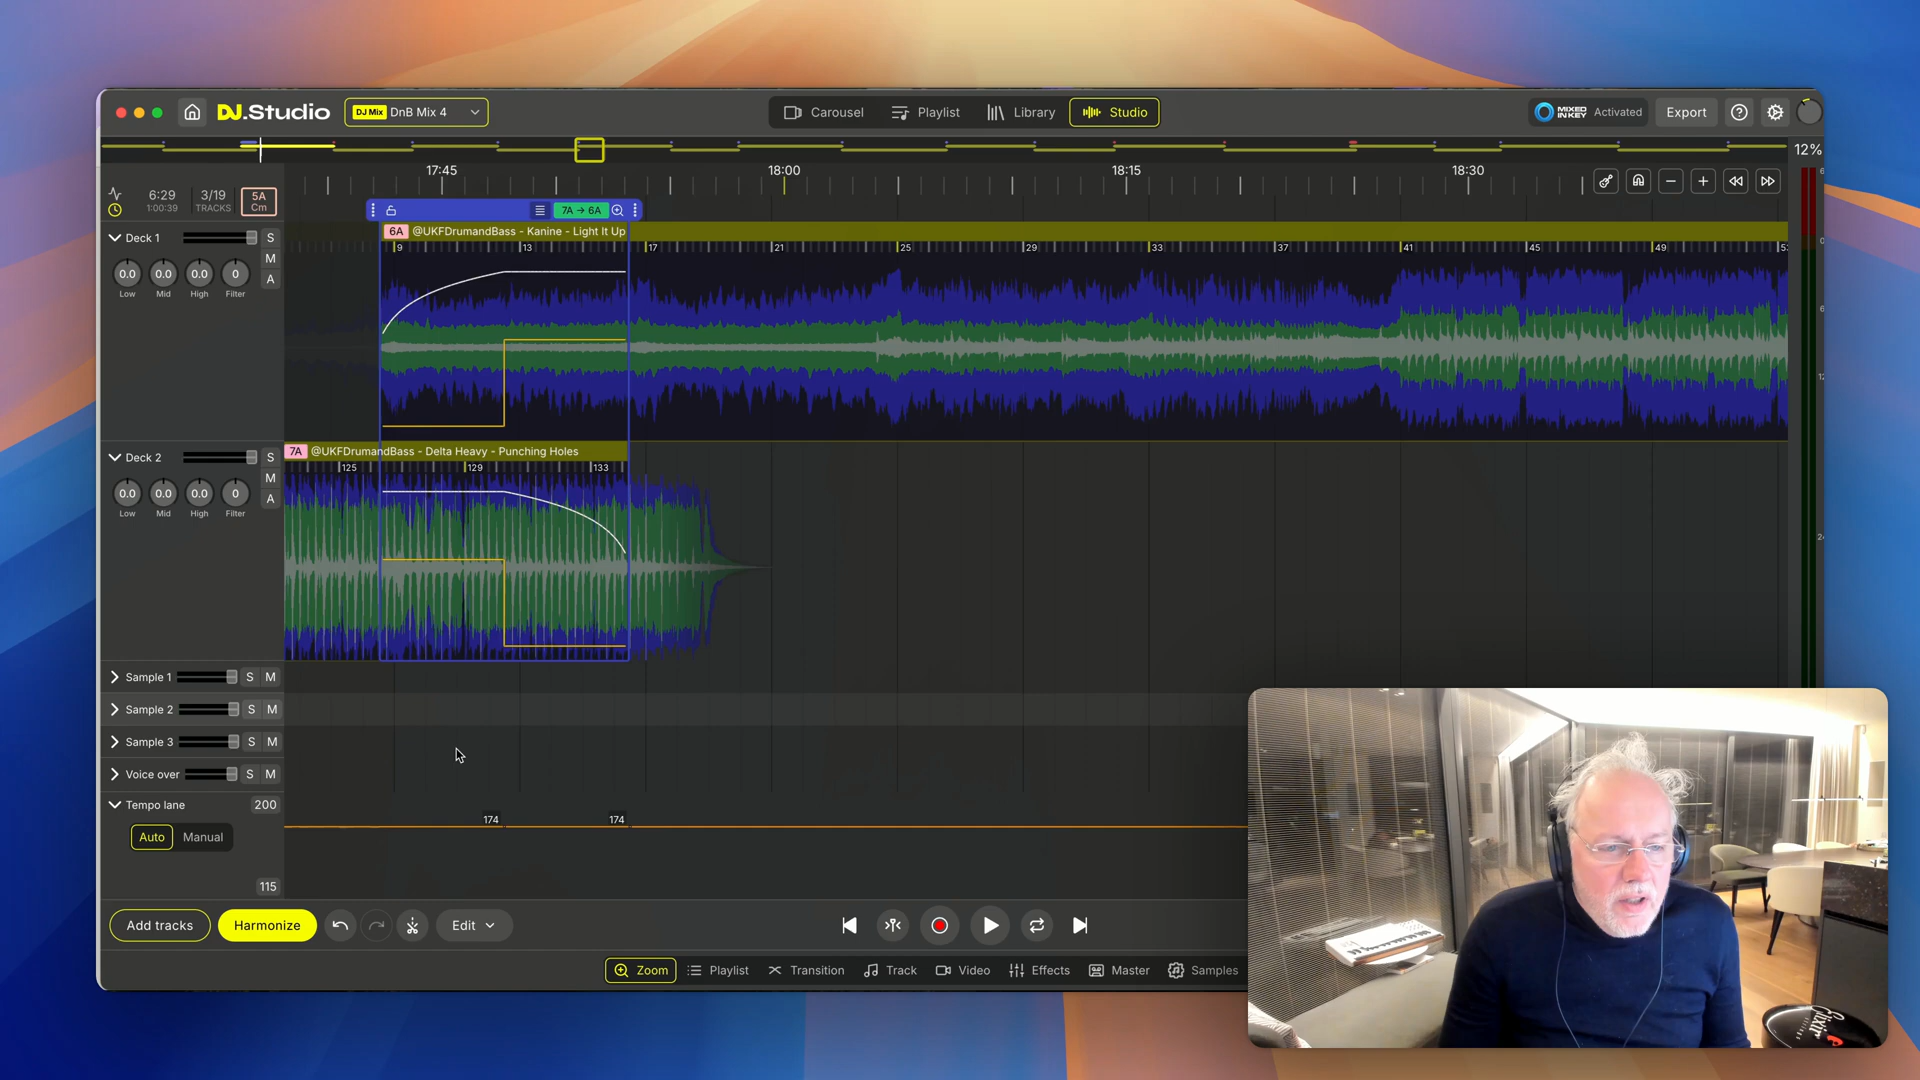 DJ.Studio
DJ Mix DnB Mix 4
Carousel
Playlist
Library
Studio
MIXED IN KEY Activated
Export
12%
17:45
18:00
18:15
18:30
6:29
1:00:39
3/19
TRACKS
5A
Cm
7A → 6A
Deck 1
S
M
A
0.0
0.0
0.0
0
Low
Mid
High
Filter
6A @UKFDrumandBass - Kanine - Light It Up
9
13
17
21
25
29
33
37
41
45
49
Deck 2
S
M
A
0.0
0.0
0.0
0
Low
Mid
High
Filter
7A @UKFDrumandBass - Delta Heavy - Punching Holes
125
129
133
Sample 1 S M
Sample 2 S M
Sample 3 S M
Voice over S M
Tempo lane 200
174
174
Auto Manual
115
Add tracks
Harmonize
Edit
Zoom
Playlist
Transition
Track
Video
Effects
Master
Samples